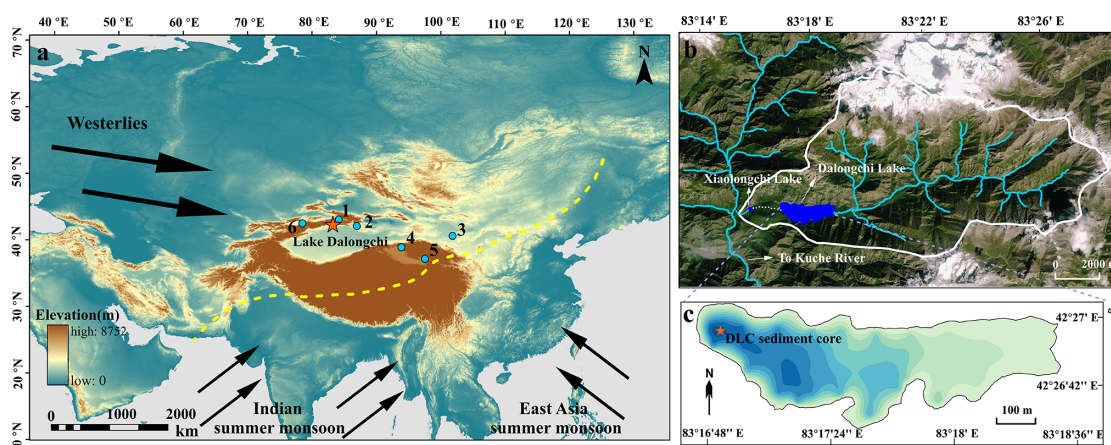 40 °E 50 °E 60 °E 70 °E 80 °E 90 °E 100 °E 110 °E 120 °E 130 °E
70 °N
60 °N
50 °N
40 °N
30 °N
20 °N
10 °N
0 °N
a
N
Westerlies
1
2
3
4
5
6
Lake Dalongchi
Elevation(m)
high: 8752
low: 0
0 1000 2000
km
Indian
summer monsoon
East Asia
summer monsoon
83°14' E 83°18' E 83°22' E 83°26' E
b
Xiaolongchi Lake
Dalongchi Lake
To Kuche River
0 2000 m
c
DLC sediment core
N
100 m
42°27' E
42°26'42'' E
83°16'48'' E 83°17'24'' E 83°18' E 83°18'36'' E